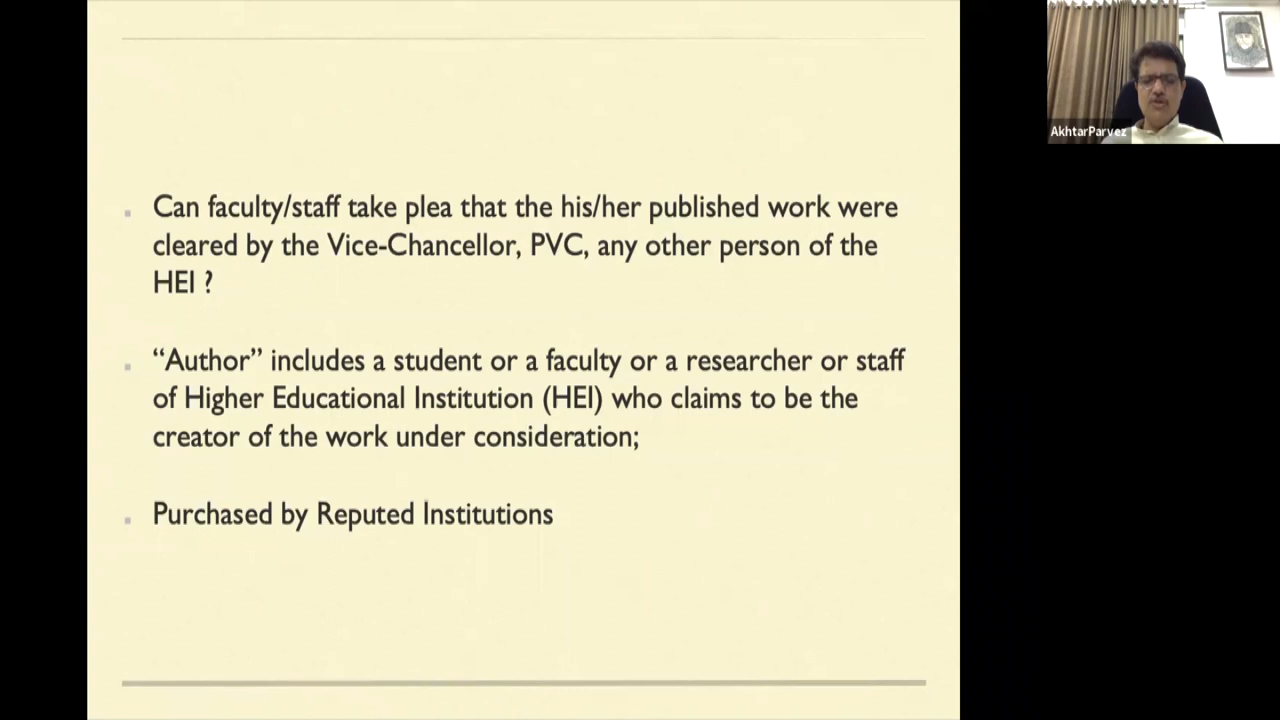 Can faculty/staff take plea that the his/her published work were
cleared by the Vice-Chancellor, PVC, any other person of the
HEI ?
“Author” includes a student or a faculty or a researcher or staff
of Higher Educational Institution (HEI) who claims to be the
creator of the work under consideration;
Purchased by Reputed Institutions
AkhtarParvez